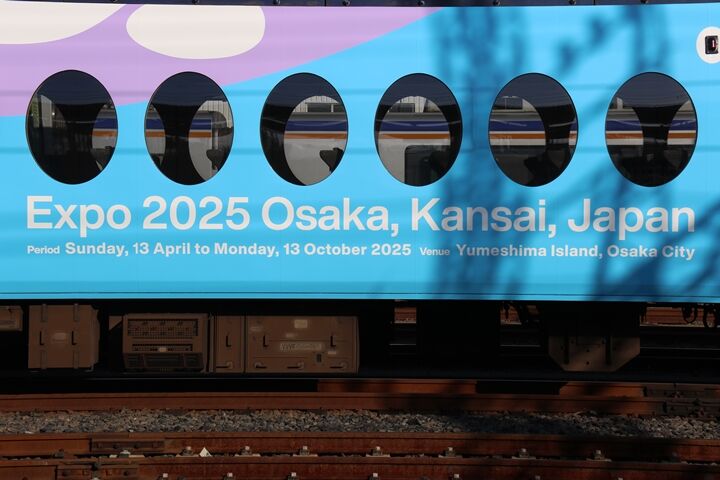 Expo 2025 Osaka, Kansai, Japan
Period Sunday, 13 April to Monday, 13 October 2025 Venue Yumeshima Island, Osaka City